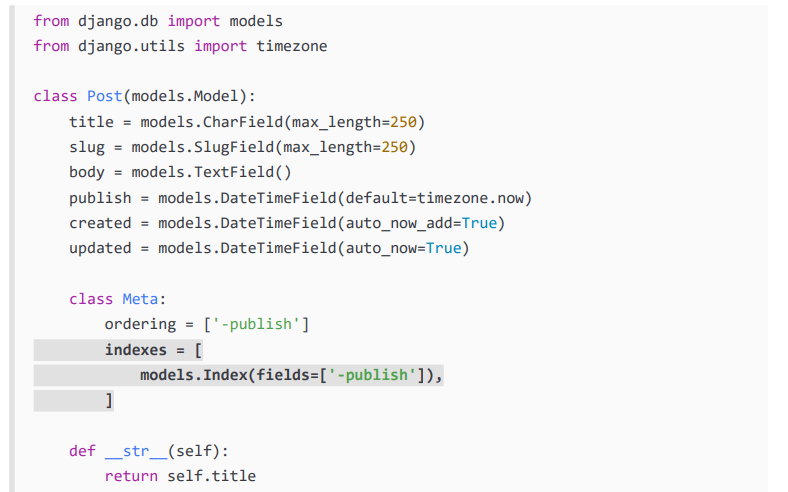 from django.db import models
from django.utils import timezone

class Post(models.Model):
    title = models.CharField(max_length=250)
    slug = models.SlugField(max_length=250)
    body = models.TextField()
    publish = models.DateTimeField(default=timezone.now)
    created = models.DateTimeField(auto_now_add=True)
    updated = models.DateTimeField(auto_now=True)

    class Meta:
        ordering = ['-publish']
        indexes = [
            models.Index(fields=['-publish']),
        ]

    def __str__(self):
        return self.title